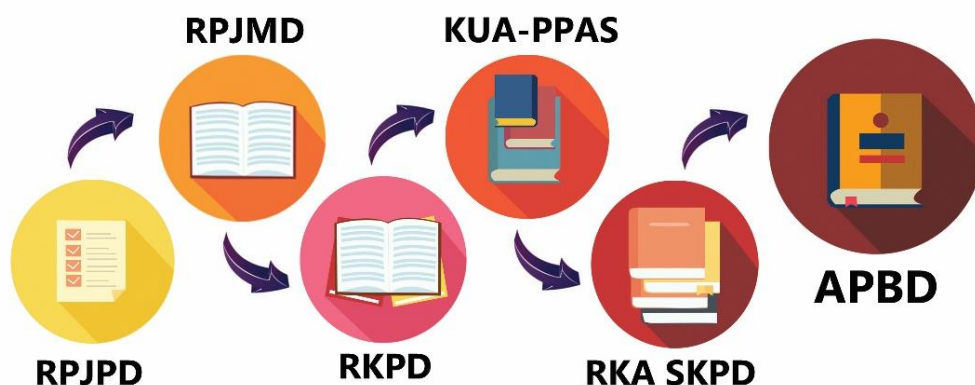 RPJMD
KUA-PPAS
APBD
RPJPD
RKPD
RKA SKPD